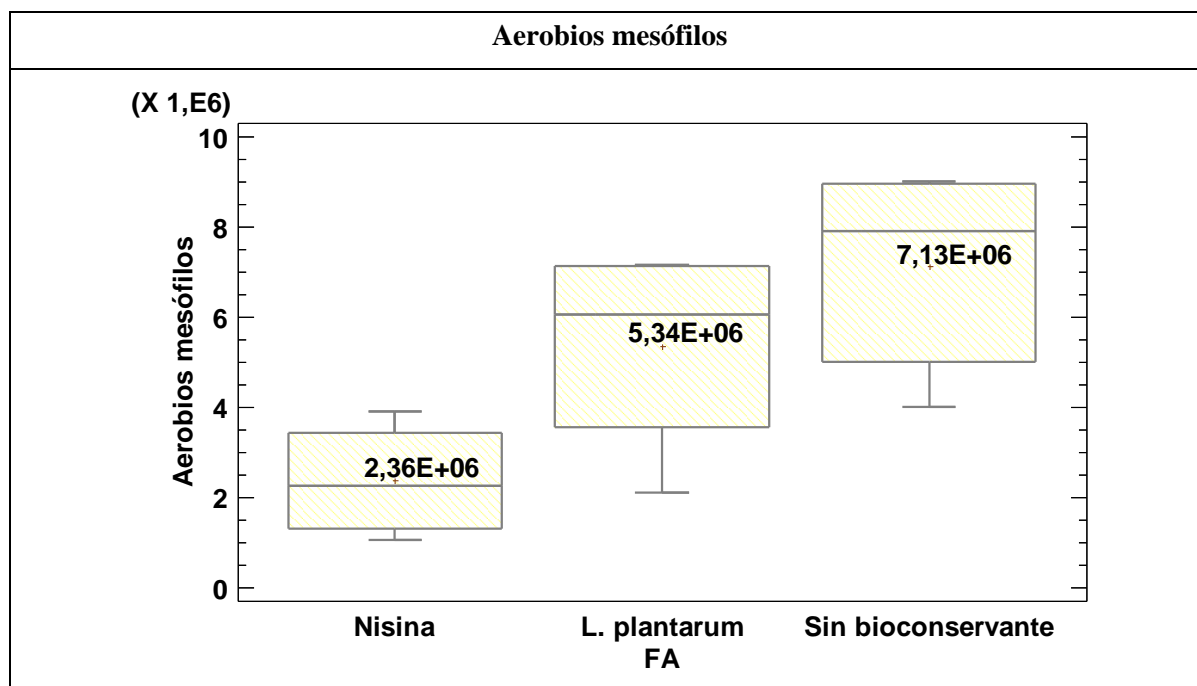 Aerobios mesófilos
(X 1,E6)
10
8
6
4
2
0
Aerobios mesófilos
2,36E+06
5,34E+06
7,13E+06
Nisina
L. plantarum
Sin bioconservante
FA